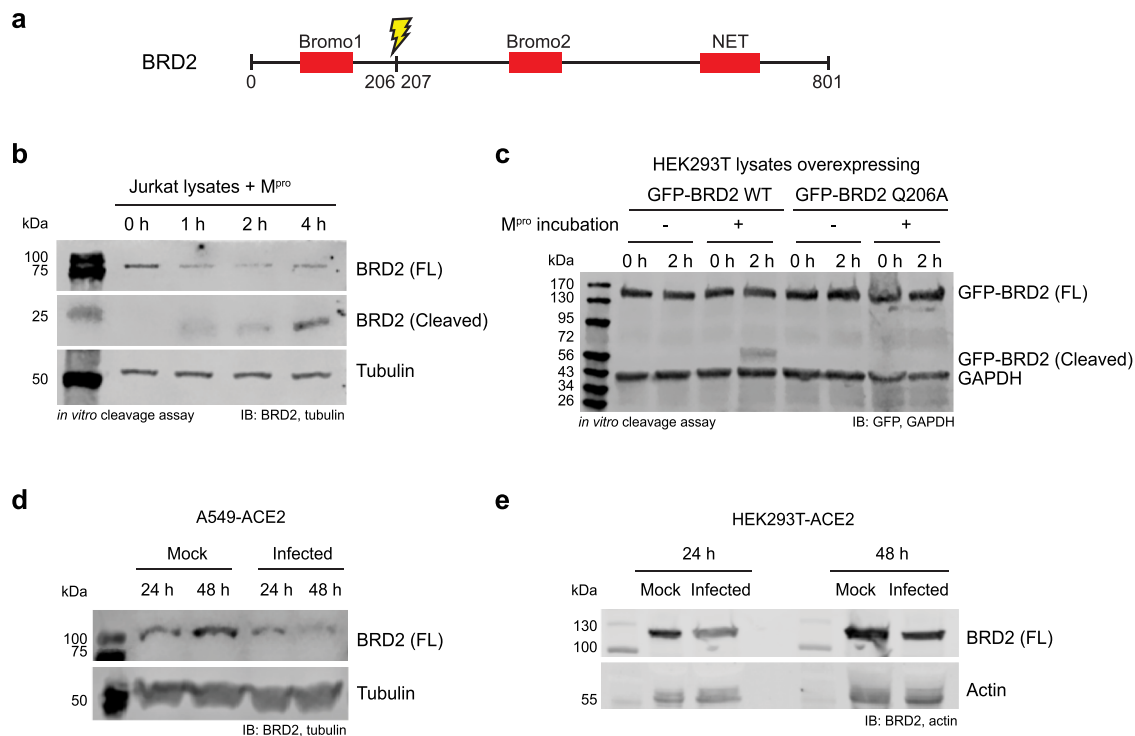 a
Bromo1 Bromo2 NET
BRD2
0 206 207 801
b
Jurkat lysates + Mpro
kDa 0 h 1 h 2 h 4 h
100
75
BRD2 (FL)
25
BRD2 (Cleaved)
50
Tubulin
in vitro cleavage assay IB: BRD2, tubulin
c
HEK293T lysates overexpressing
GFP-BRD2 WT GFP-BRD2 Q206A
Mpro incubation - + - +
kDa 0 h 2 h 0 h 2 h 0 h 2 h 0 h 2 h
170
130
95
72
56
43
34
26
GFP-BRD2 (FL)
GFP-BRD2 (Cleaved)
GAPDH
in vitro cleavage assay IB: GFP, GAPDH
d
A549-ACE2
Mock Infected
kDa 24 h 48 h 24 h 48 h
100
75
BRD2 (FL)
50
Tubulin
IB: BRD2, tubulin
e
HEK293T-ACE2
24 h 48 h
kDa Mock Infected Mock Infected
130
100
BRD2 (FL)
55
Actin
IB: BRD2, actin